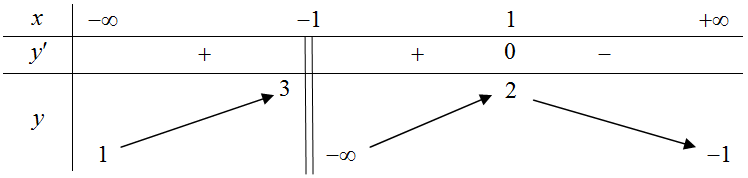 x −∞ −1 1 +∞
y′ + + 0 −
3 2
y
1 −∞ −1